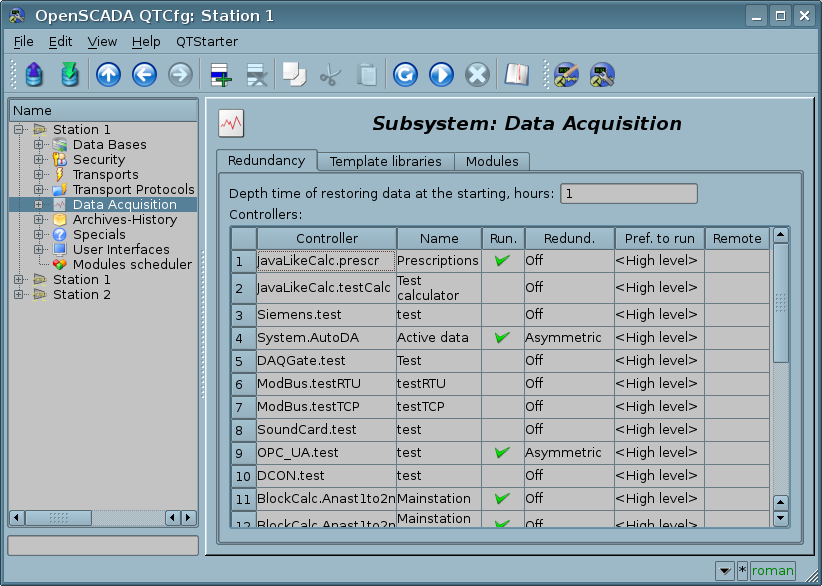 OpenSCADA QTCfg: Station 1
File Edit View Help QTStarter
Name
Station 1
Data Bases
Security
Transports
Transport Protocols
Data Acquisition
Archives-History
Specials
User Interfaces
Modules scheduler
Station 1
Station 2
Subsystem: Data Acquisition
Redundancy Template libraries Modules
Depth time of restoring data at the starting, hours: 1
Controllers:
Controller Name Run. Redund. Pref. to run Remote
1 JavaLikeCalc.prescr Prescriptions Off <High level>
2 JavaLikeCalc.testCalc Test calculator Off <High level>
3 Siemens.test test Off <High level>
4 System.AutoDA Active data Asymmetric <High level>
5 DAQGate.test Test Off <High level>
6 ModBus.testRTU testRTU Off <High level>
7 ModBus.testTCP testTCP Off <High level>
8 SoundCard.test test Off <High level>
9 OPC_UA.test test Asymmetric <High level>
10 DCON.test test Off <High level>
11 BlockCalc.Anast1to2n Mainstation Off <High level>
12 BlockCalc.Anast1to2n Mainstation Off <High level>
* roman